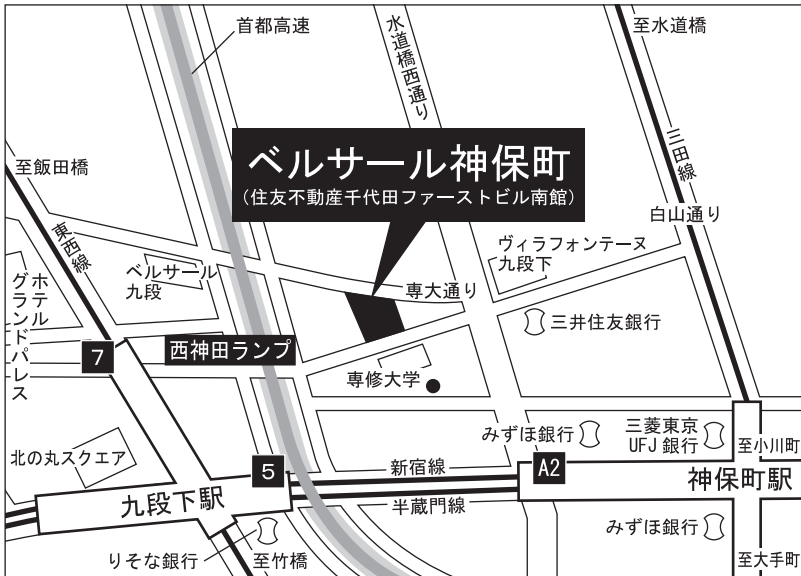 首都高速
水道橋西通り
至水道橋
ベルサール神保町
（住友不動産千代田ファーストビル南館）
三田線
至飯田橋
東西線
白山通り
ヴィラフォンテーヌ
九段下
ベルサール
九段
ホテル
グランドパレス
専大通り
三井住友銀行
7
西神田ランプ
専修大学
みずほ銀行
三菱東京
UFJ銀行
至小川町
北の丸スクエア
5
新宿線
A2
神保町駅
九段下駅
半蔵門線
みずほ銀行
りそな銀行
至竹橋
至大手町